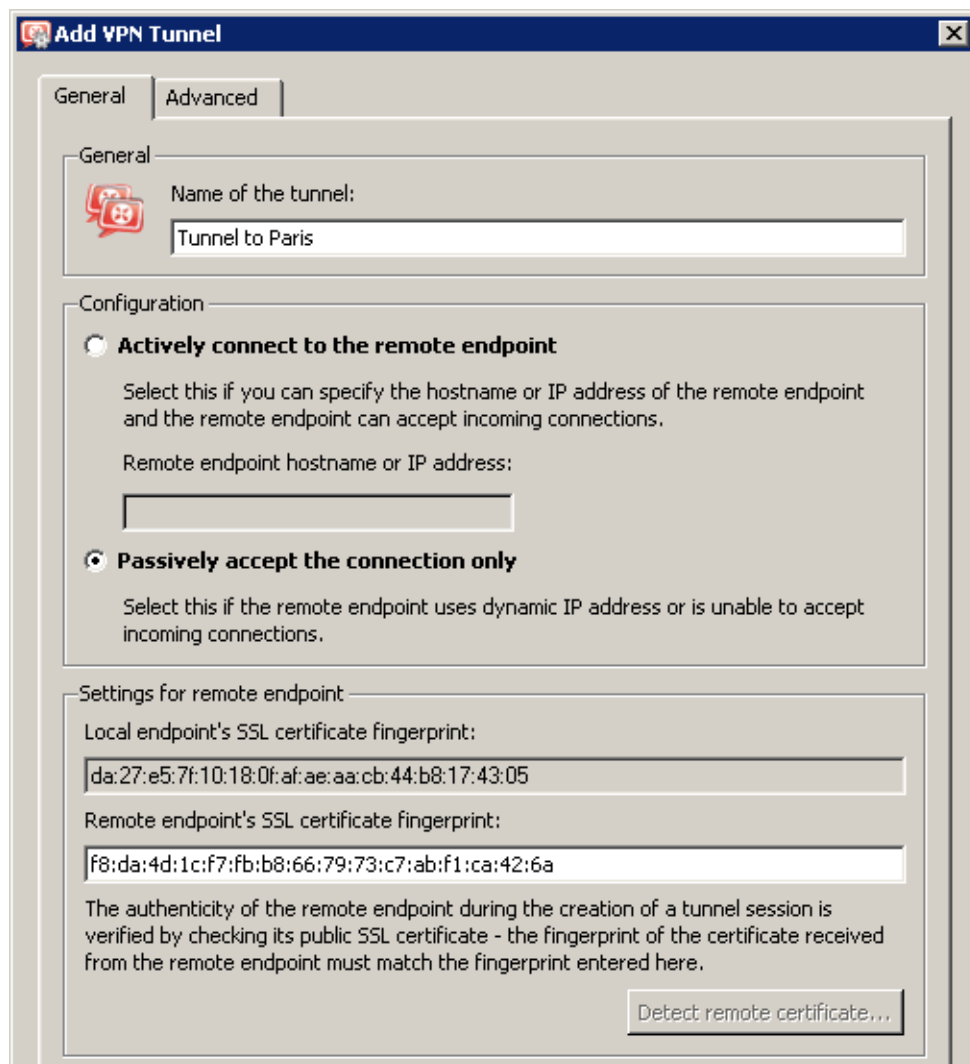 Add VPN Tunnel
General
Advanced
General
Name of the tunnel:
Tunnel to Paris
Configuration
Actively connect to the remote endpoint
Select this if you can specify the hostname or IP address of the remote endpoint
and the remote endpoint can accept incoming connections.
Remote endpoint hostname or IP address:
Passively accept the connection only
Select this if the remote endpoint uses dynamic IP address or is unable to accept
incoming connections.
Settings for remote endpoint
Local endpoint's SSL certificate fingerprint:
da:27:e5:7f:10:18:0f:af:ae:aa:cb:44:b8:17:43:05
Remote endpoint's SSL certificate fingerprint:
f8:da:4d:1c:f7:fb:b8:66:79:73:c7:ab:f1:ca:42:6a
The authenticity of the remote endpoint during the creation of a tunnel session is
verified by checking its public SSL certificate - the fingerprint of the certificate received
from the remote endpoint must match the fingerprint entered here.
Detect remote certificate...